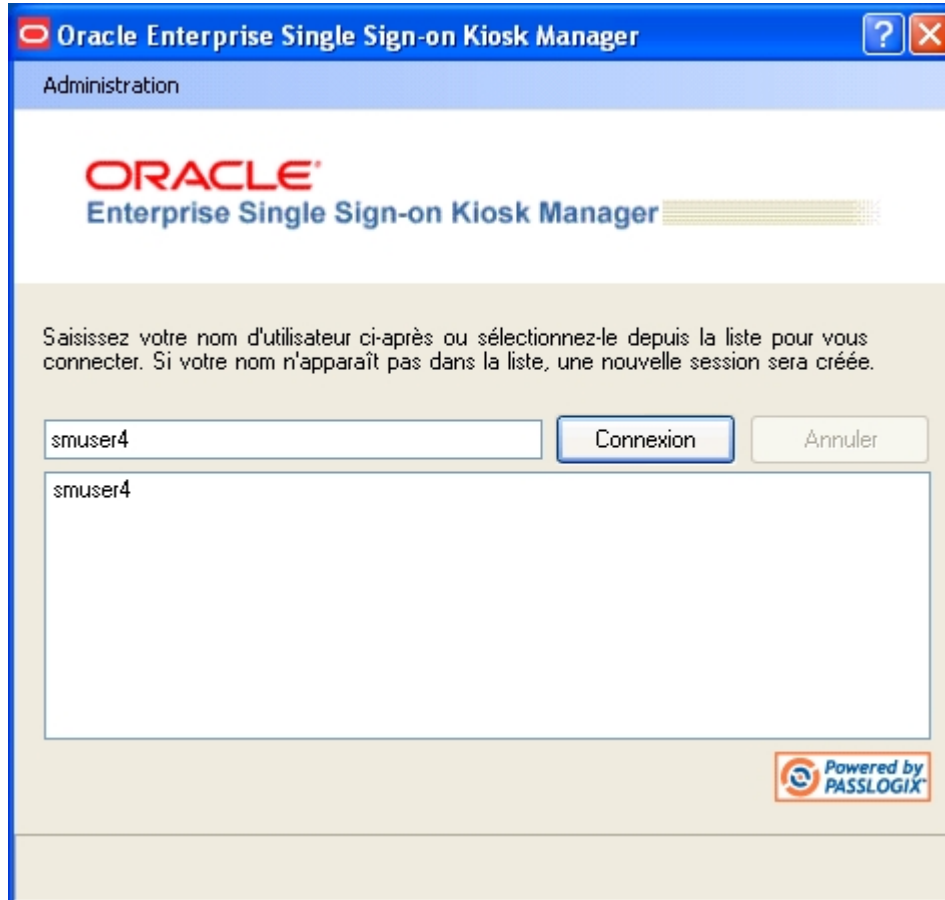 Oracle Enterprise Single Sign-on Kiosk Manager
Administration
ORACLE
Enterprise Single Sign-on Kiosk Manager
Saisissez votre nom d'utilisateur ci-après ou sélectionnez-le depuis la liste pour vous
connecter. Si votre nom n'apparaît pas dans la liste, une nouvelle session sera créée.
smuser4 Connexion Annuler
smuser4
Powered by
PASSLOGIX